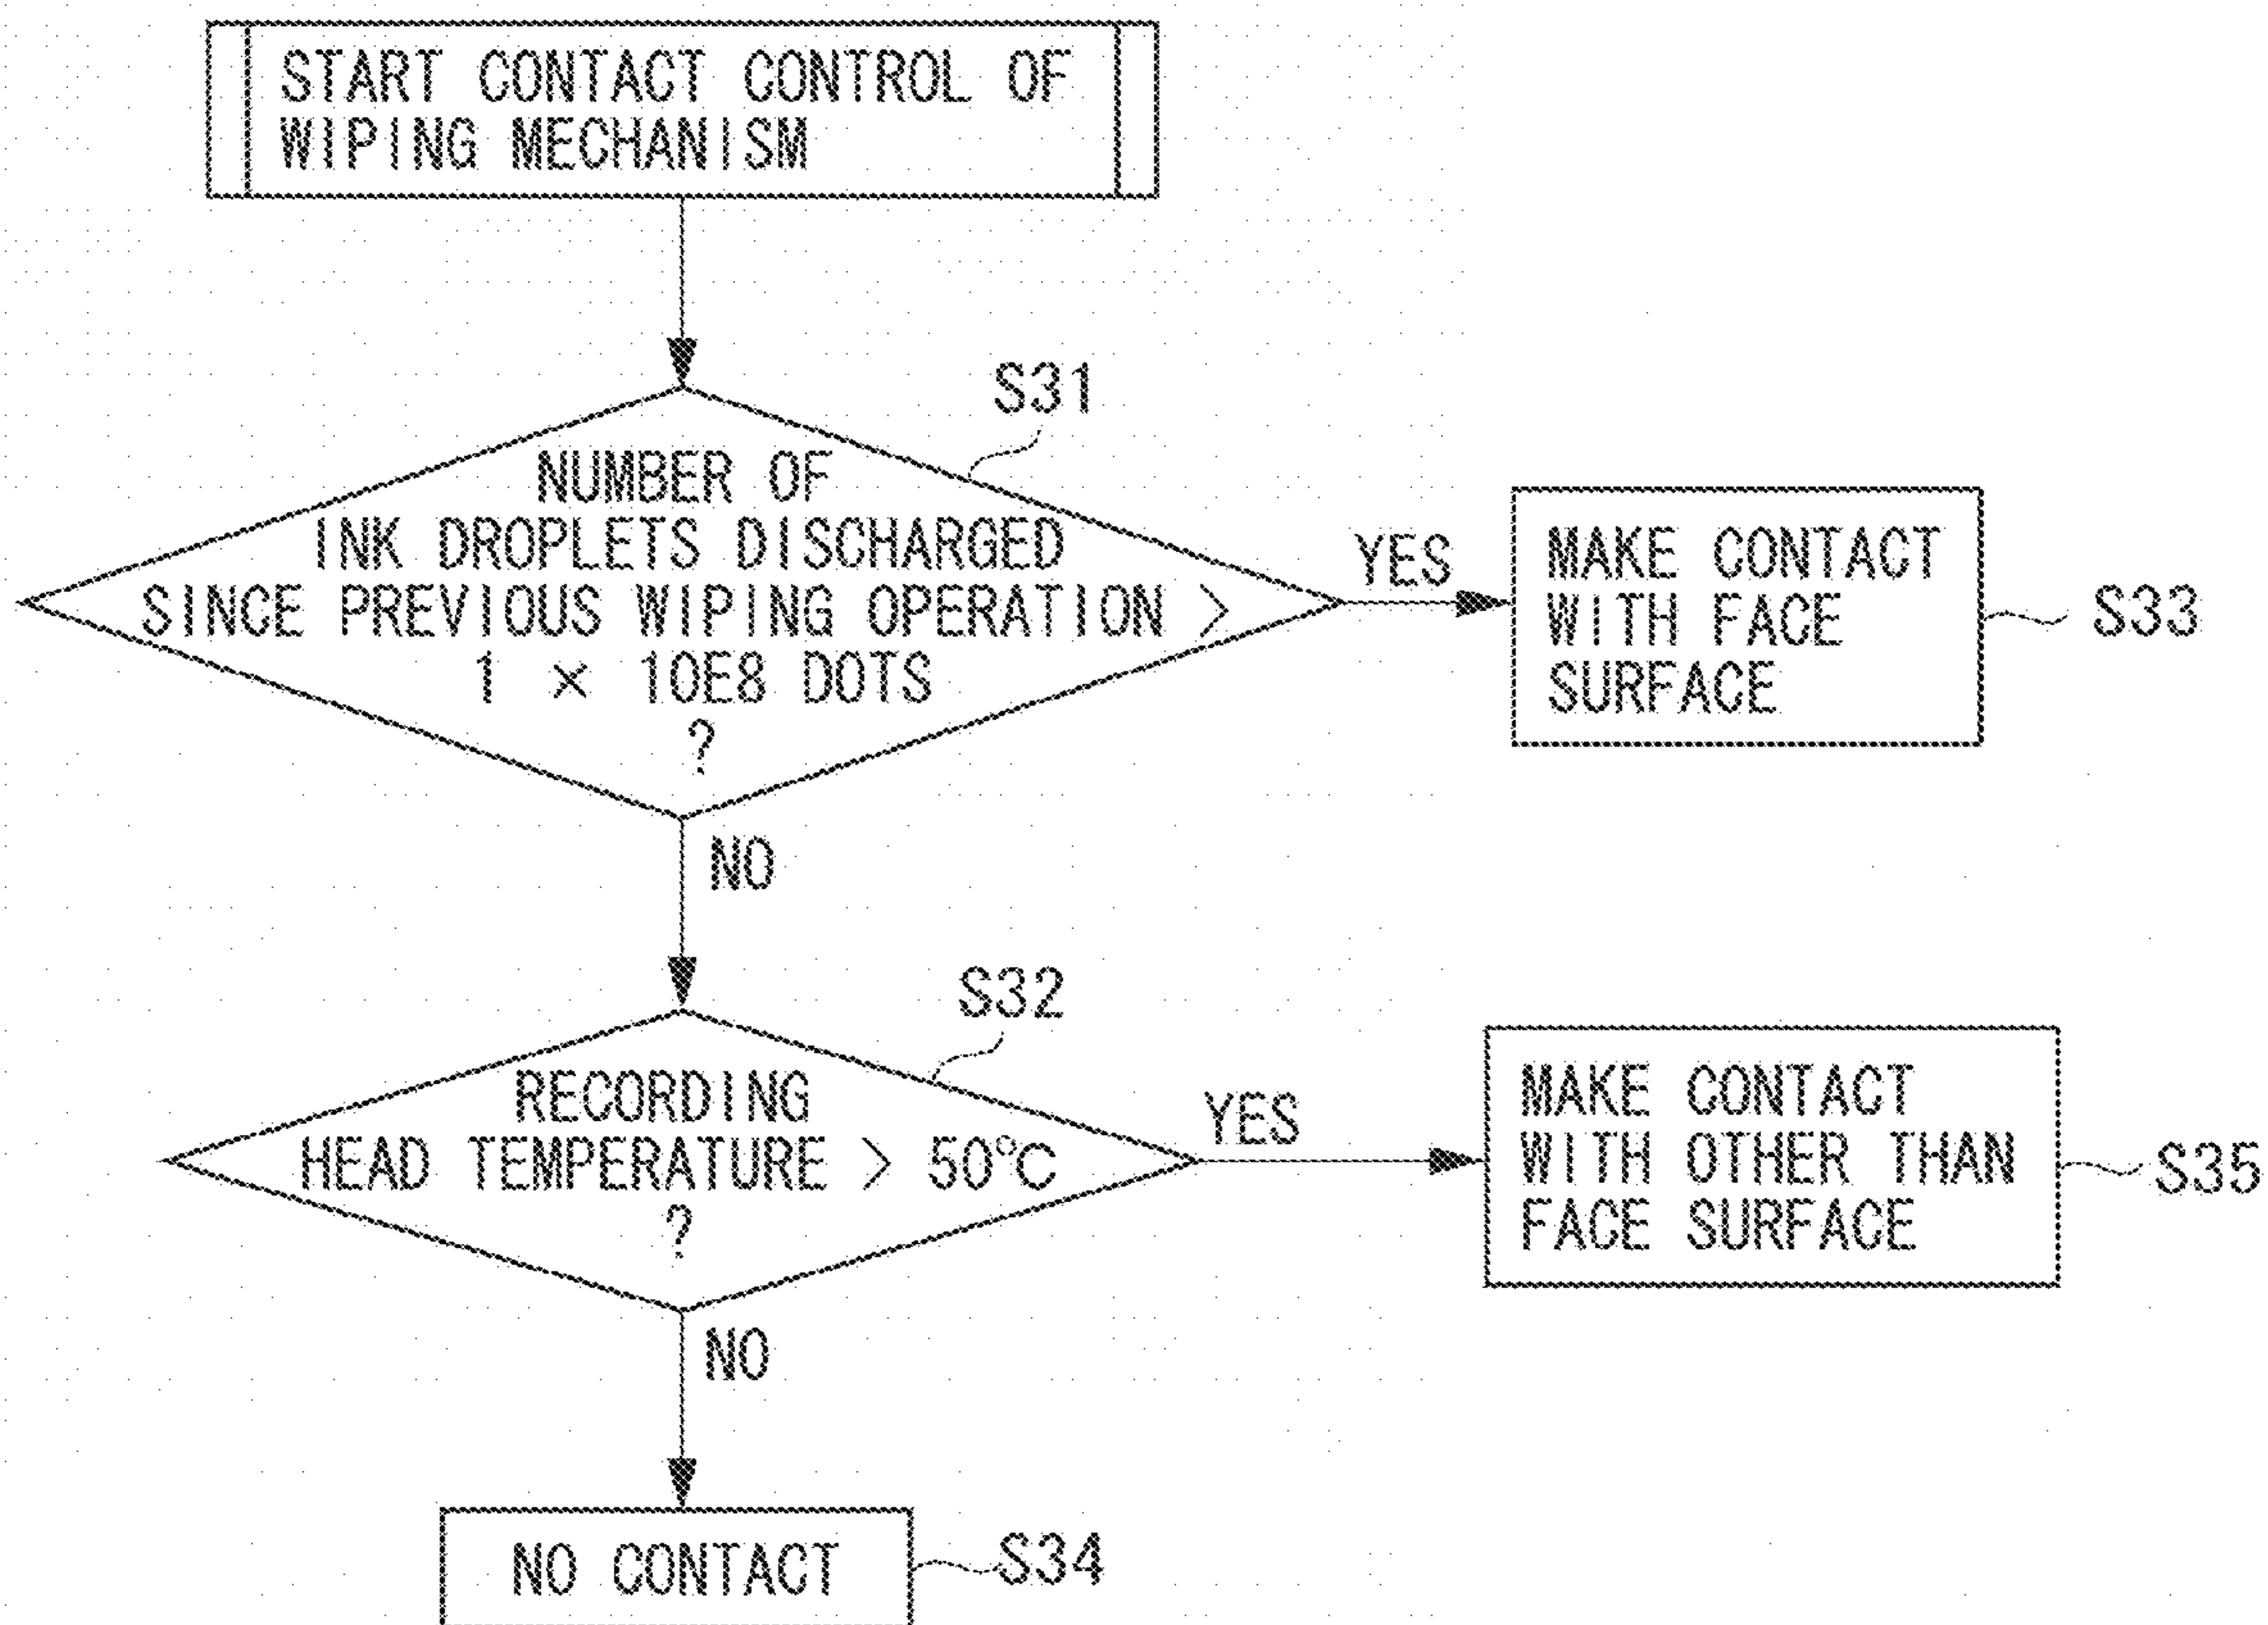 START CONTACT CONTROL OF
WIPING MECHANISM
S31
NUMBER OF
INK DROPLETS DISCHARGED
SINCE PREVIOUS WIPING OPERATION >
1 × 10E8 DOTS
?
YES
MAKE CONTACT
WITH FACE
SURFACE
S33
NO
S32
RECORDING
HEAD TEMPERATURE > 50°C
?
YES
MAKE CONTACT
WITH OTHER THAN
FACE SURFACE
S35
NO
NO CONTACT
S34